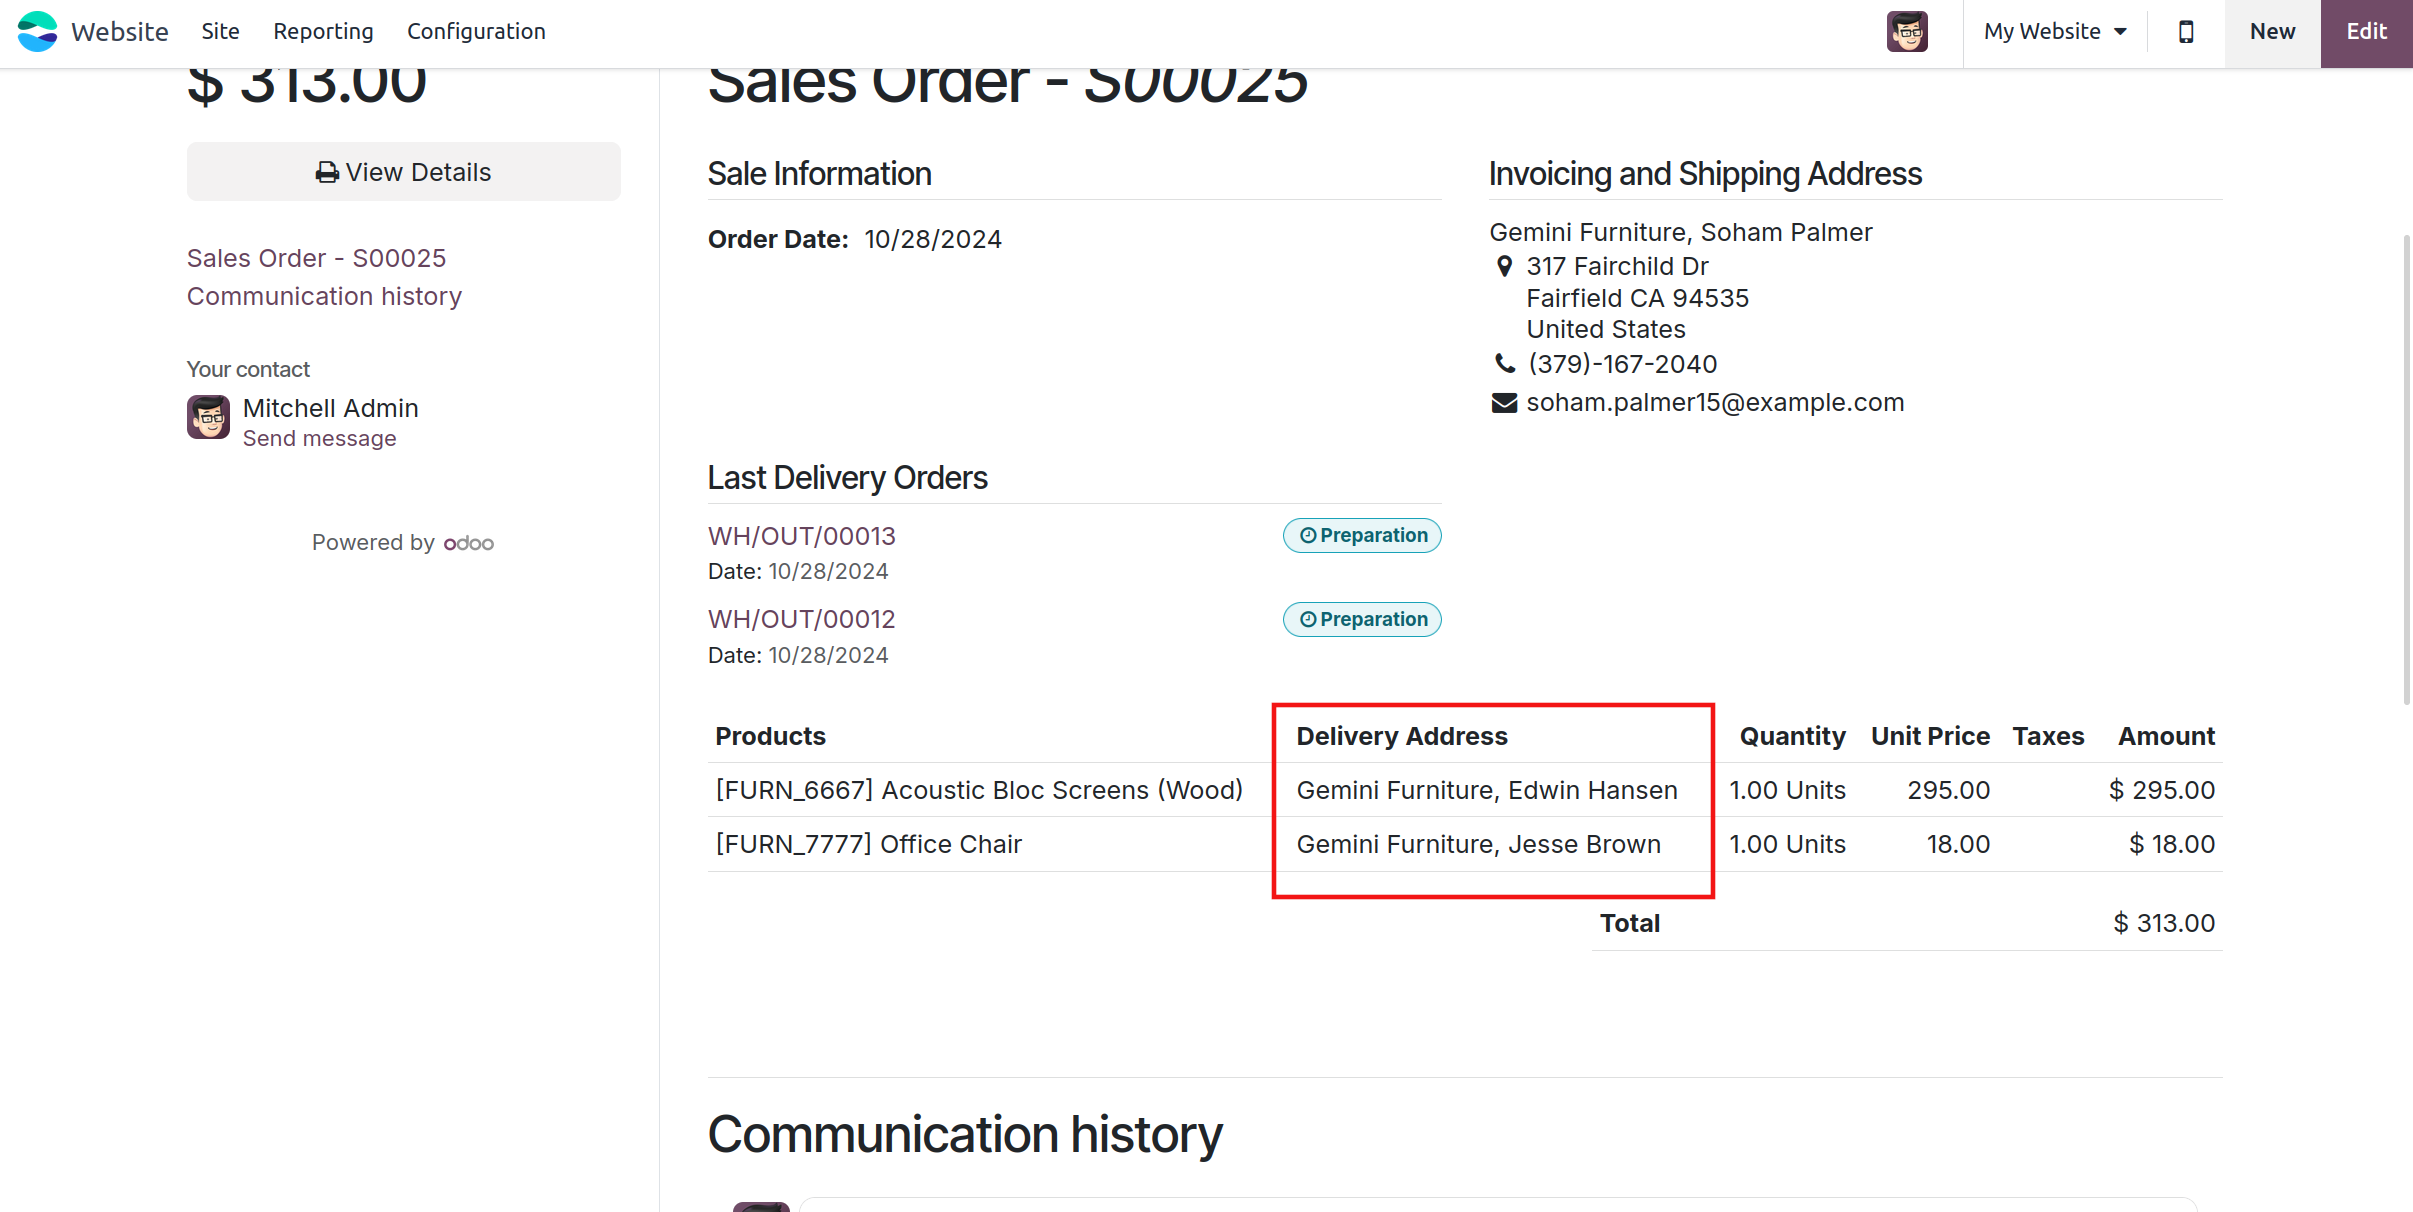 Website Site Reporting Configuration My Website New Edit
$ 313.00
View Details
Sales Order - S00025
Communication history
Your contact
Mitchell Admin
Send message
Powered by odoo
Sales Order - S00025
Sale Information
Order Date: 10/28/2024
Invoicing and Shipping Address
Gemini Furniture, Soham Palmer
317 Fairchild Dr
Fairfield CA 94535
United States
(379)-167-2040
soham.palmer15@example.com
Last Delivery Orders
WH/OUT/00013 Preparation
Date: 10/28/2024
WH/OUT/00012 Preparation
Date: 10/28/2024
Products Delivery Address Quantity Unit Price Taxes Amount
[FURN_6667] Acoustic Bloc Screens (Wood) Gemini Furniture, Edwin Hansen 1.00 Units 295.00 $ 295.00
[FURN_7777] Office Chair Gemini Furniture, Jesse Brown 1.00 Units 18.00 $ 18.00
Total $ 313.00
Communication history